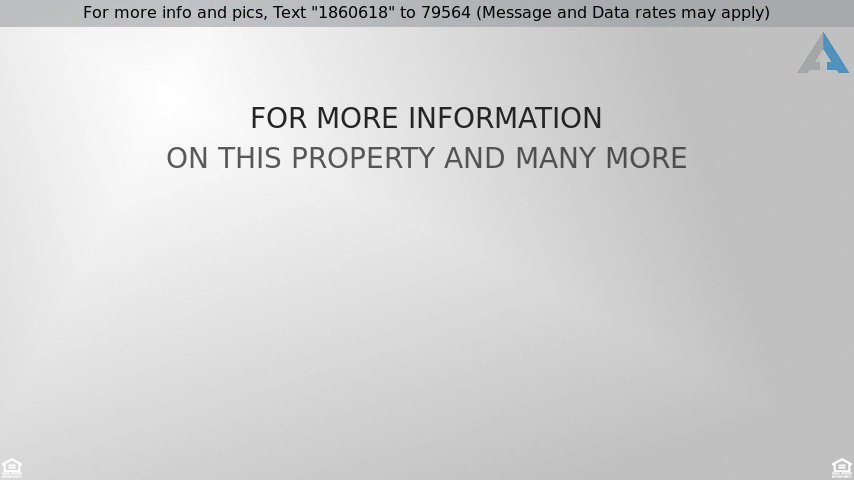 For more info and pics, Text "1860618" to 79564 (Message and Data rates may apply)
FOR MORE INFORMATION
ON THIS PROPERTY AND MANY MORE